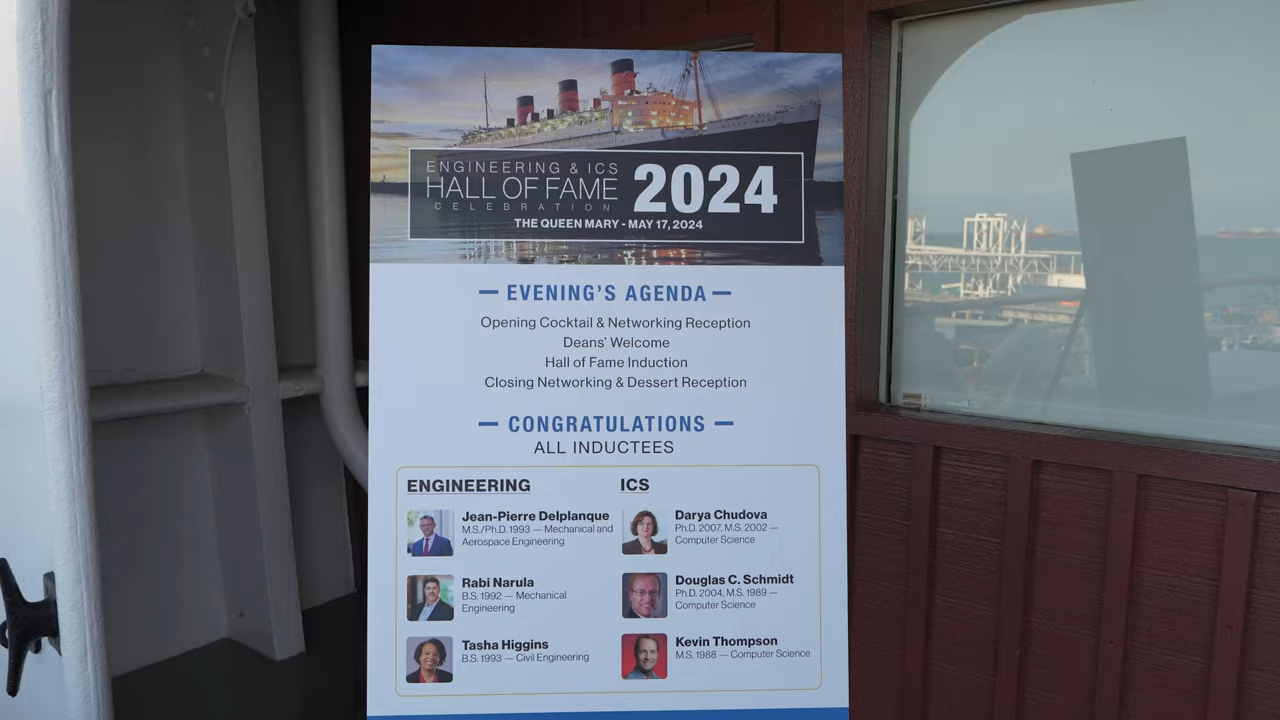 ENGINEERING & ICS
HALL OF FAME
CELEBRATION
2024
THE QUEEN MARY - MAY 17, 2024
— EVENING'S AGENDA —
Opening Cocktail & Networking Reception
Deans' Welcome
Hall of Fame Induction
Closing Networking & Dessert Reception
— CONGRATULATIONS —
ALL INDUCTEES
ENGINEERING
Jean-Pierre Delplanque
M.S./Ph.D. 1993 — Mechanical and
Aerospace Engineering
Rabi Narula
B.S. 1992 — Mechanical
Engineering
Tasha Higgins
B.S. 1993 — Civil Engineering
ICS
Darya Chudova
Ph.D. 2007, M.S. 2002 —
Computer Science
Douglas C. Schmidt
Ph.D. 2004, M.S. 1989 —
Computer Science
Kevin Thompson
M.S. 1988 — Computer Science